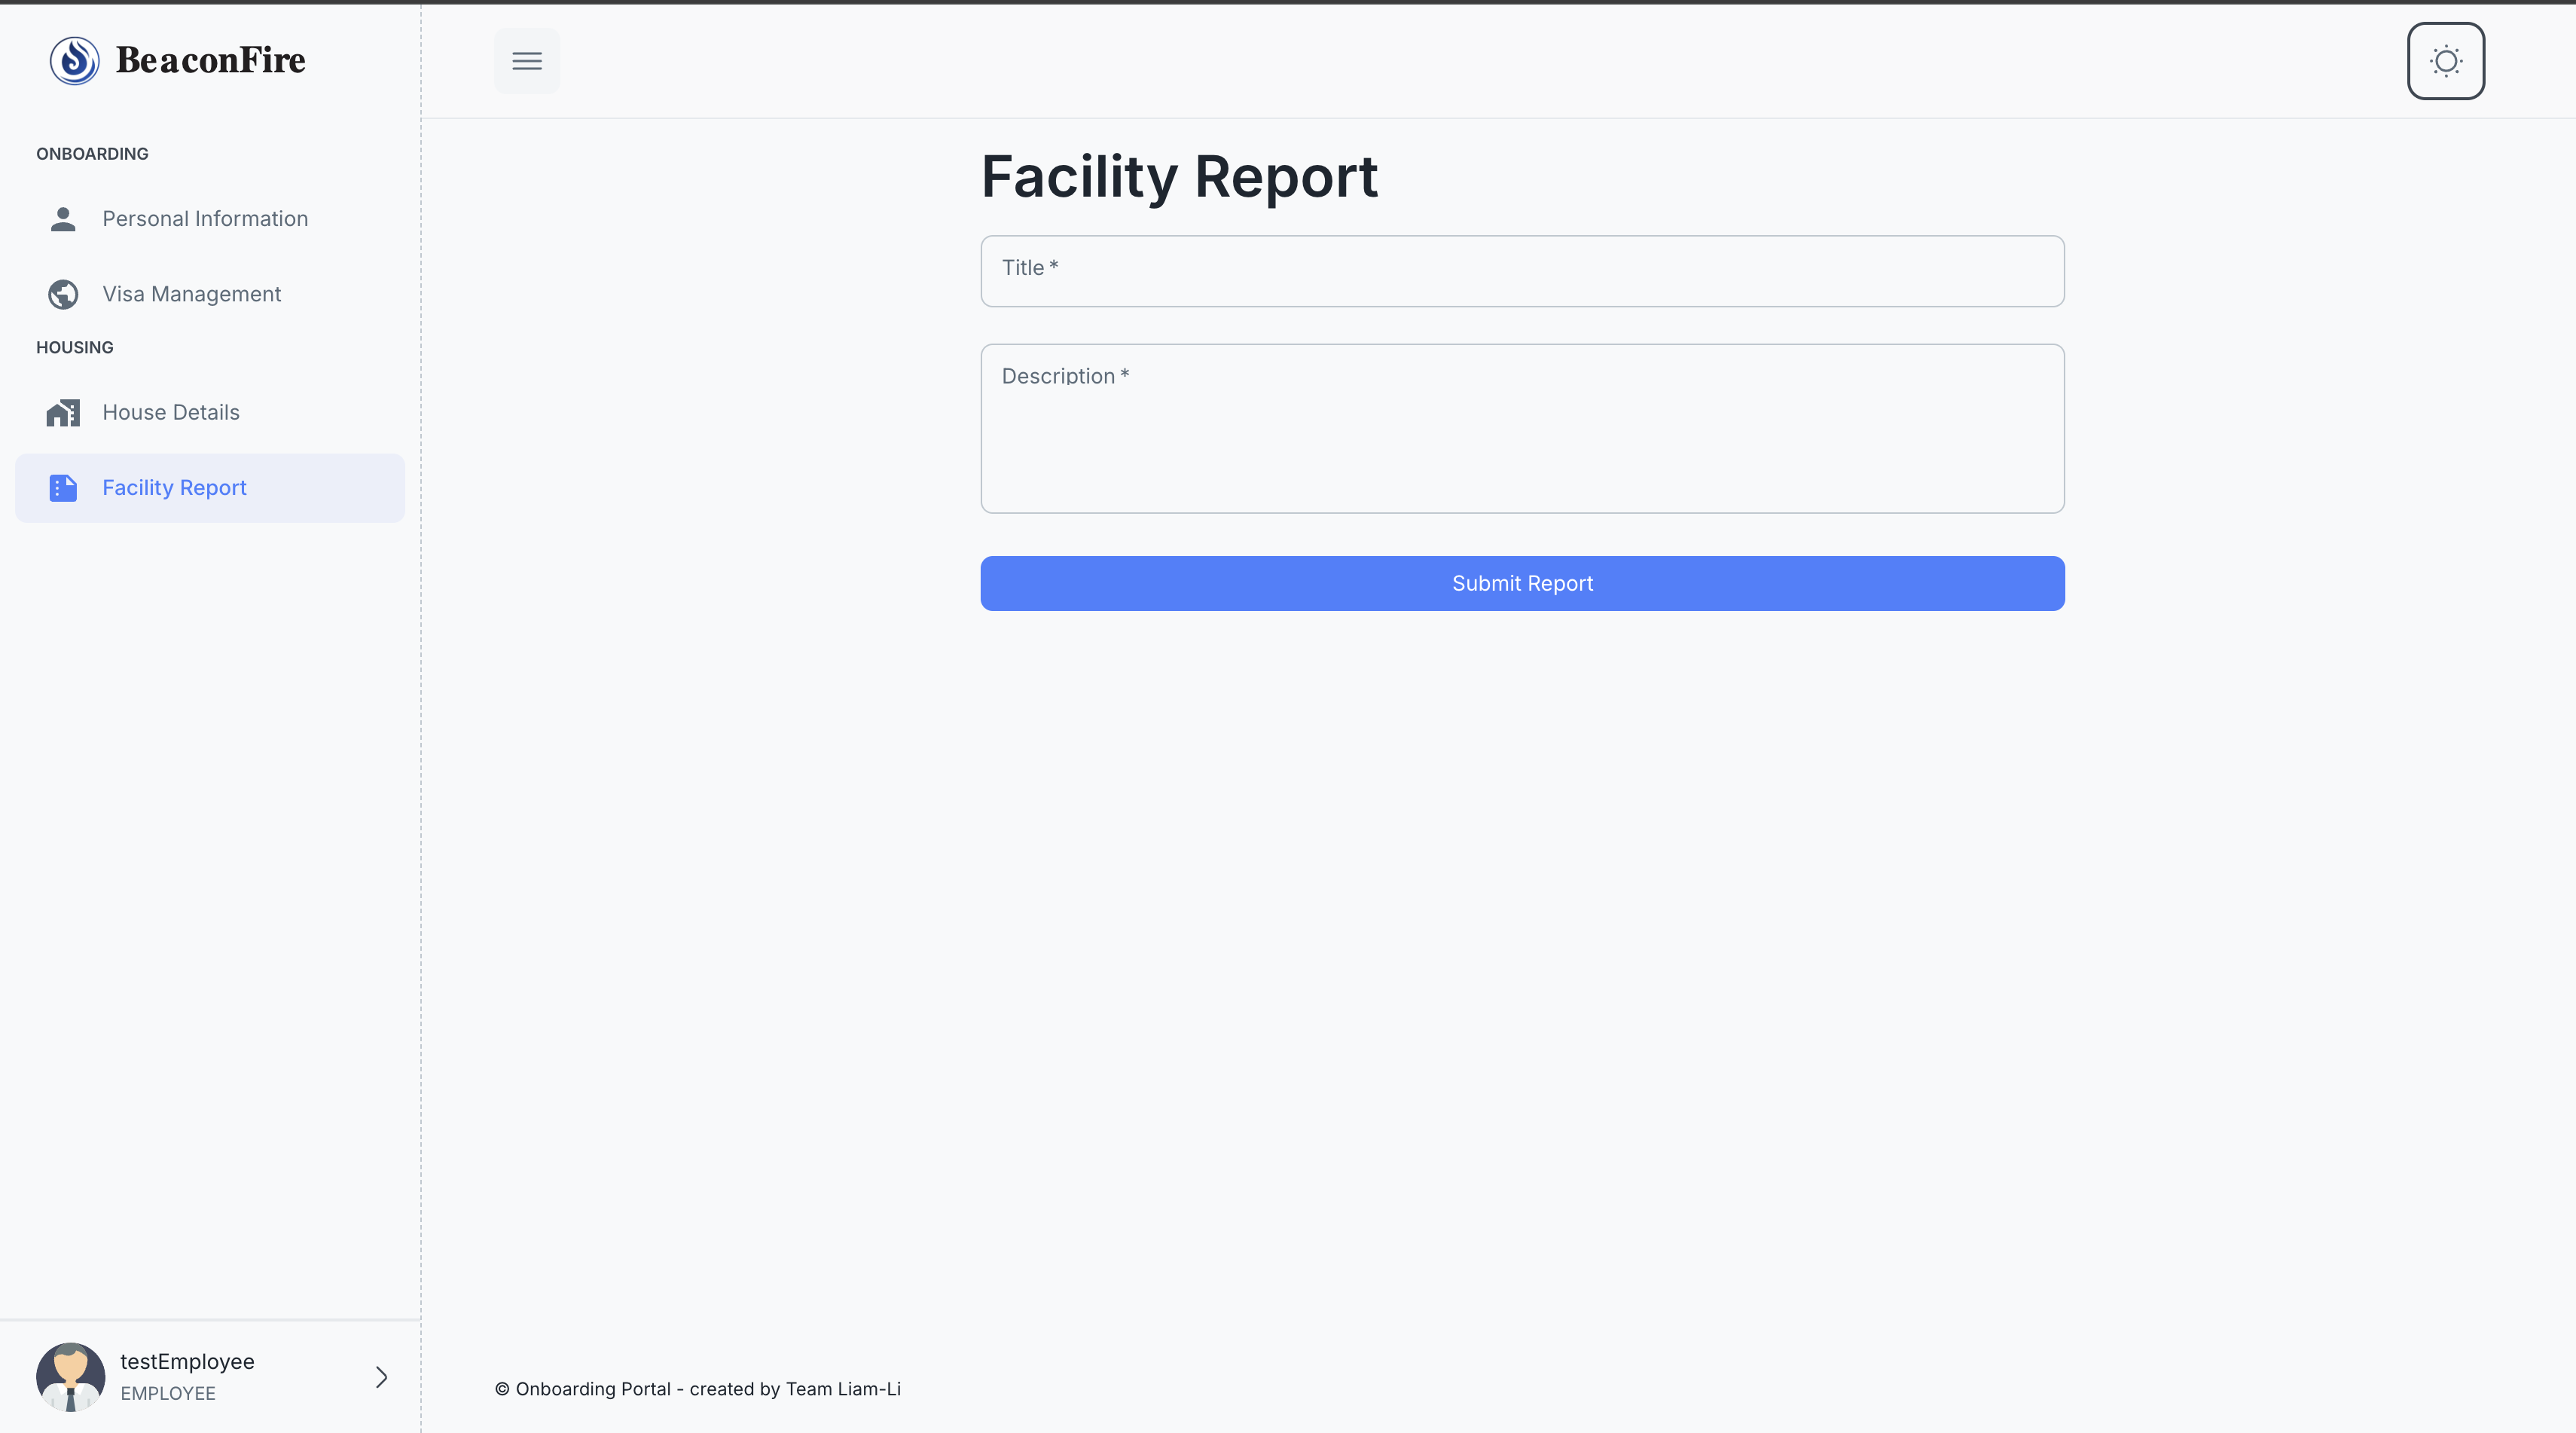 BeaconFire
ONBOARDING
Personal Information
Visa Management
HOUSING
House Details
Facility Report
testEmployee
EMPLOYEE
Facility Report
Title *
Description *
Submit Report
© Onboarding Portal - created by Team Liam-Li